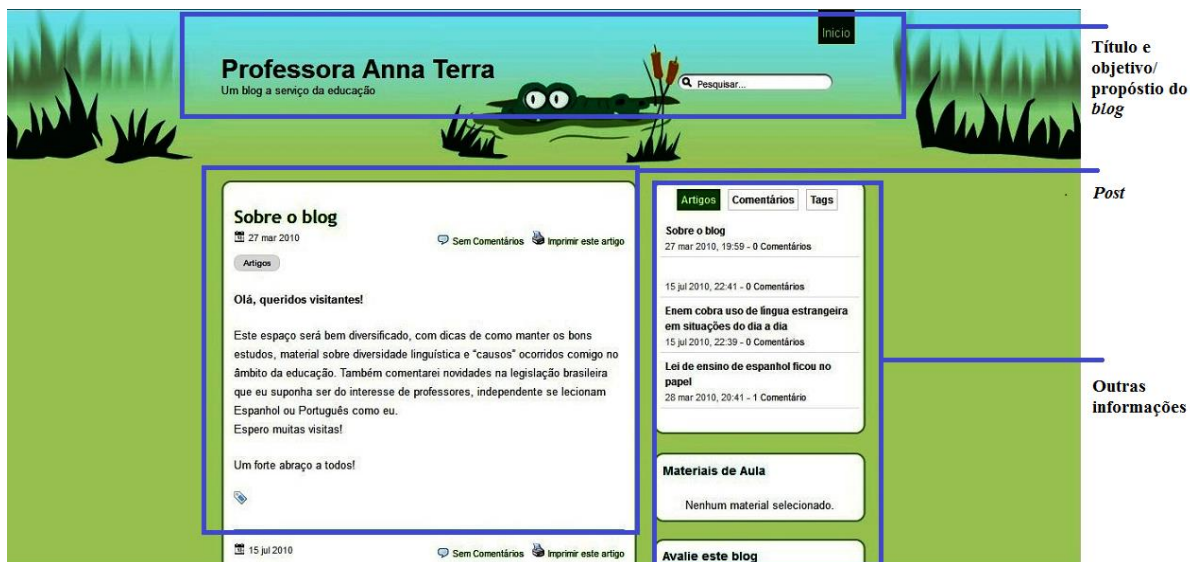 Inicio
Professora Anna Terra
Um blog a serviço da educação
Pesquisar...
Título e
objetivo/
propóstio do
blog
Post
Sobre o blog
27 mar 2010
Sem Comentários
Imprimir este artigo
Artigos
Olá, queridos visitantes!
Este espaço será bem diversificado, com dicas de como manter os bons
estudos, material sobre diversidade linguística e "causos" ocorridos comigo no
âmbito da educação. Também comentarei novidades na legislação brasileira
que eu suponha ser do interesse de professores, independente se lecionam
Espanhol ou Português como eu.
Espero muitas visitas!
Um forte abraço a todos!
15 jul 2010
Sem Comentários
Imprimir este artigo
Artigos
Comentários
Tags
Sobre o blog
27 mar 2010, 19:59 - 0 Comentários
15 jul 2010, 22:41 - 0 Comentários
Enem cobra uso de língua estrangeira
em situações do dia a dia
15 jul 2010, 22:39 - 0 Comentários
Lei de ensino de espanhol ficou no
papel
28 mar 2010, 20:41 - 1 Comentário
Materiais de Aula
Nenhum material selecionado.
Avalie este blog
Outras
informações